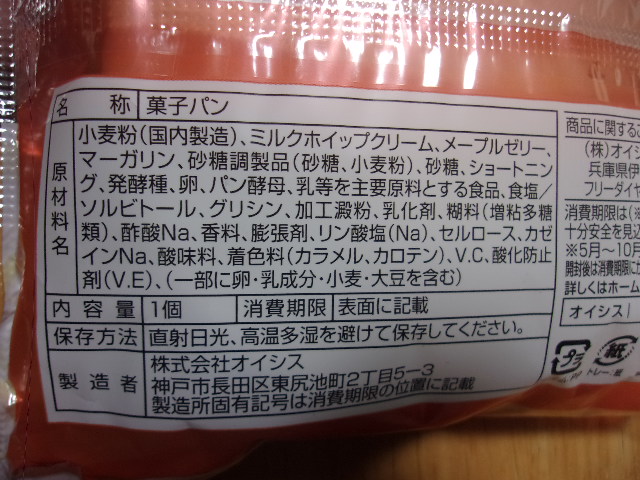 名　称　菓子パン
原材料名
小麦粉(国内製造)、ミルクホイップクリーム、メープルゼリー、
マーガリン、砂糖調製品(砂糖、小麦粉)、砂糖、ショートニン
グ、発酵種、卵、パン酵母、乳等を主要原料とする食品、食塩／
ソルビトール、グリシン、加工澱粉、乳化剤、糊料(増粘多糖
類)、酢酸Na、香料、膨張剤、リン酸塩(Na)、セルロース、カゼ
インNa、酸味料、着色料(カラメル、カロテン)、V.C、酸化防止
剤(V.E)、(一部に卵・乳成分・小麦・大豆を含む)
内容量　1個　消費期限　表面に記載
保存方法　直射日光、高温多湿を避けて保存してください。
製造者
株式会社オイシス
神戸市長田区東尻池町2丁目5−3
製造所固有記号は消費期限の位置に記載
商品に関するお
(株)オイシ
兵庫県伊
フリーダイ
消費期限は(※
十分安全を見込
※5月〜10月
開封後は消費期限に
詳しくはホーム
オイシス
プラ
紙
トレー